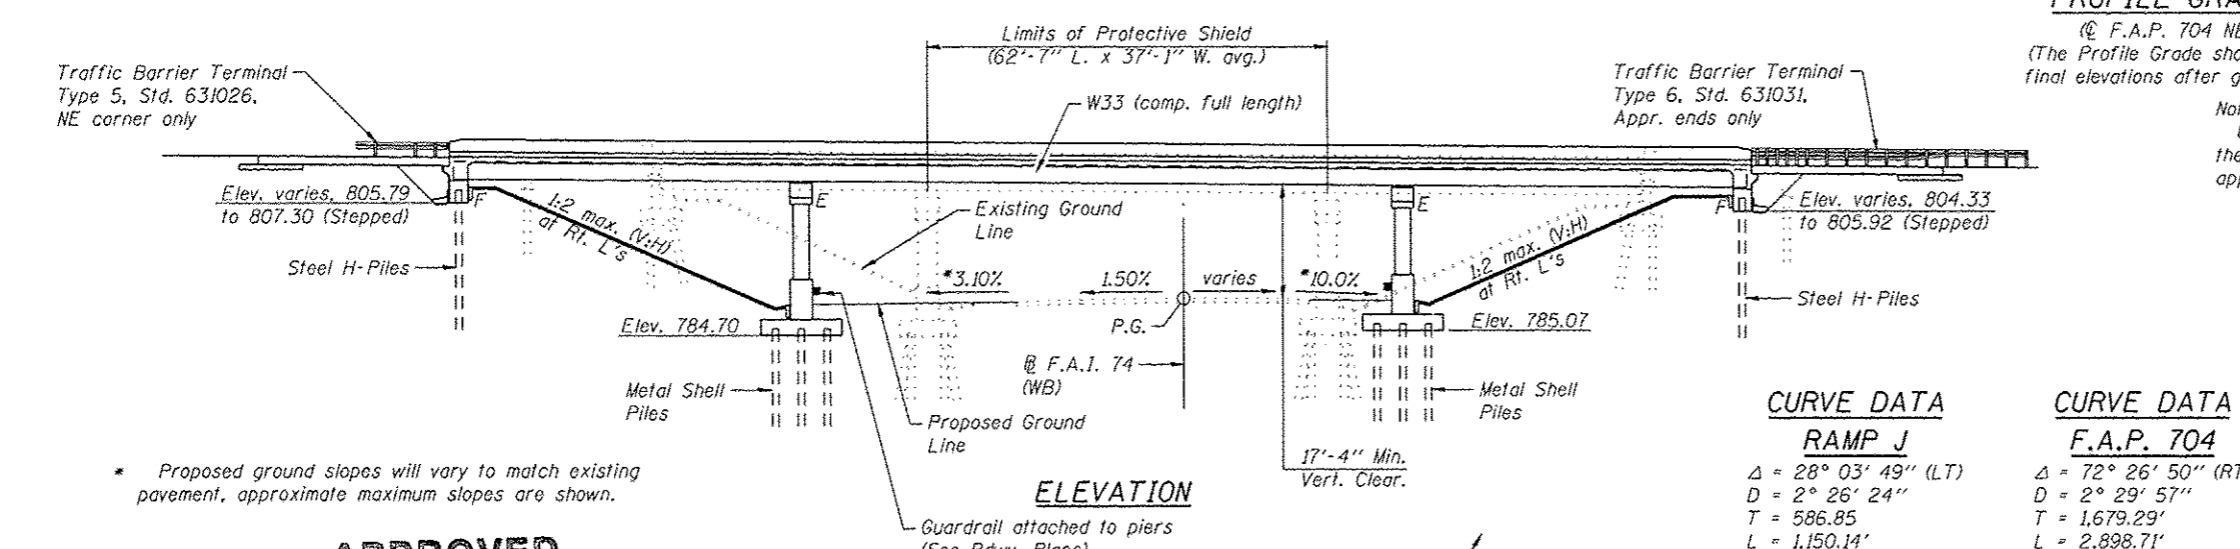 PROFILE GRA
(℄ F.A.P. 704 NE
(The Profile Grade sho
final elevations after g
Limits of Protective Shield
(62'-7" L. x 37'-1" W. avg.)
Traffic Barrier Terminal
Type 5, Std. 631026,
NE corner only
W33 (comp. full length)
Traffic Barrier Terminal
Type 6, Std. 631031,
Appr. ends only
the
Elev. varies, 805.79
to 807.30 (Stepped)
F
1:2 max. (V:H)
at Rt. L's
E
Existing Ground
Line
E
1:2 max. (V:H)
at Rt. L's
F
Elev. varies, 804.33
to 805.92 (Stepped)
Steel H-Piles
*3.10%
1.50%
varies
*10.0%
Steel H-Piles
Elev. 784.70
P.G.
Elev. 785.07
F.A.I. 74
(WB)
Metal Shell
Piles
Metal Shell
Piles
Proposed Ground
Line
17'-4" Min.
Vert. Clear.
* Proposed ground slopes will vary to match existing
pavement, approximate maximum slopes are shown.
ELEVATION
Guardrail attached to piers
CURVE DATA
RAMP J
Δ = 28° 03' 49" (LT)
D = 2° 26' 24"
T = 586.85
L = 1,150.14'
CURVE DATA
F.A.P. 704
Δ = 72° 26' 50" (RT
D = 2° 29' 57"
T = 1,679.29'
L = 2,898.71'
APPROVED